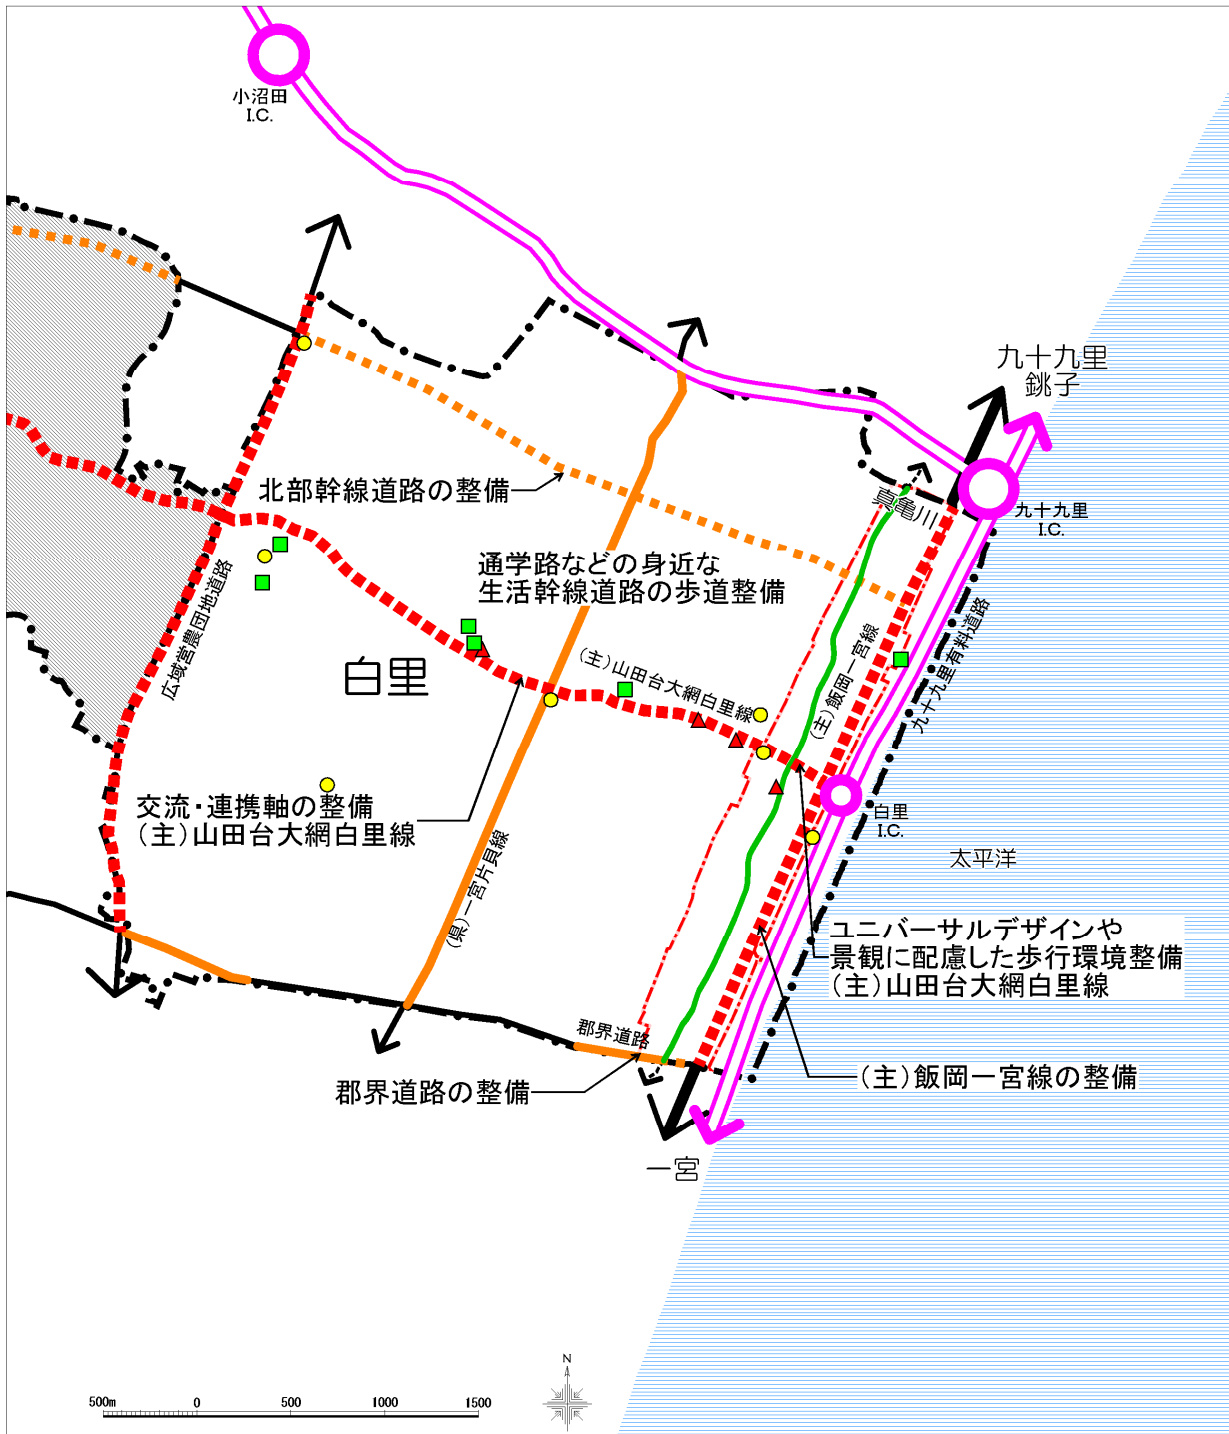 小沼田
I.C.
九十九里
銚子
北部幹線道路の整備
真亀川
九十九里
I.C.
通学路などの身近な
生活幹線道路の歩道整備
広域営農団地道路
九十九里有料道路
白里
(主)山田台大網白里線
(主)飯岡一宮線
交流・連携軸の整備
(主)山田台大網白里線
白里
I.C.
太平洋
(県)一宮片貝線
ユニバーサルデザインや
景観に配慮した歩行環境整備
(主)山田台大網白里線
郡界道路
(主)飯岡一宮線の整備
郡界道路の整備
一宮
N
500m 0 500 1000 1500